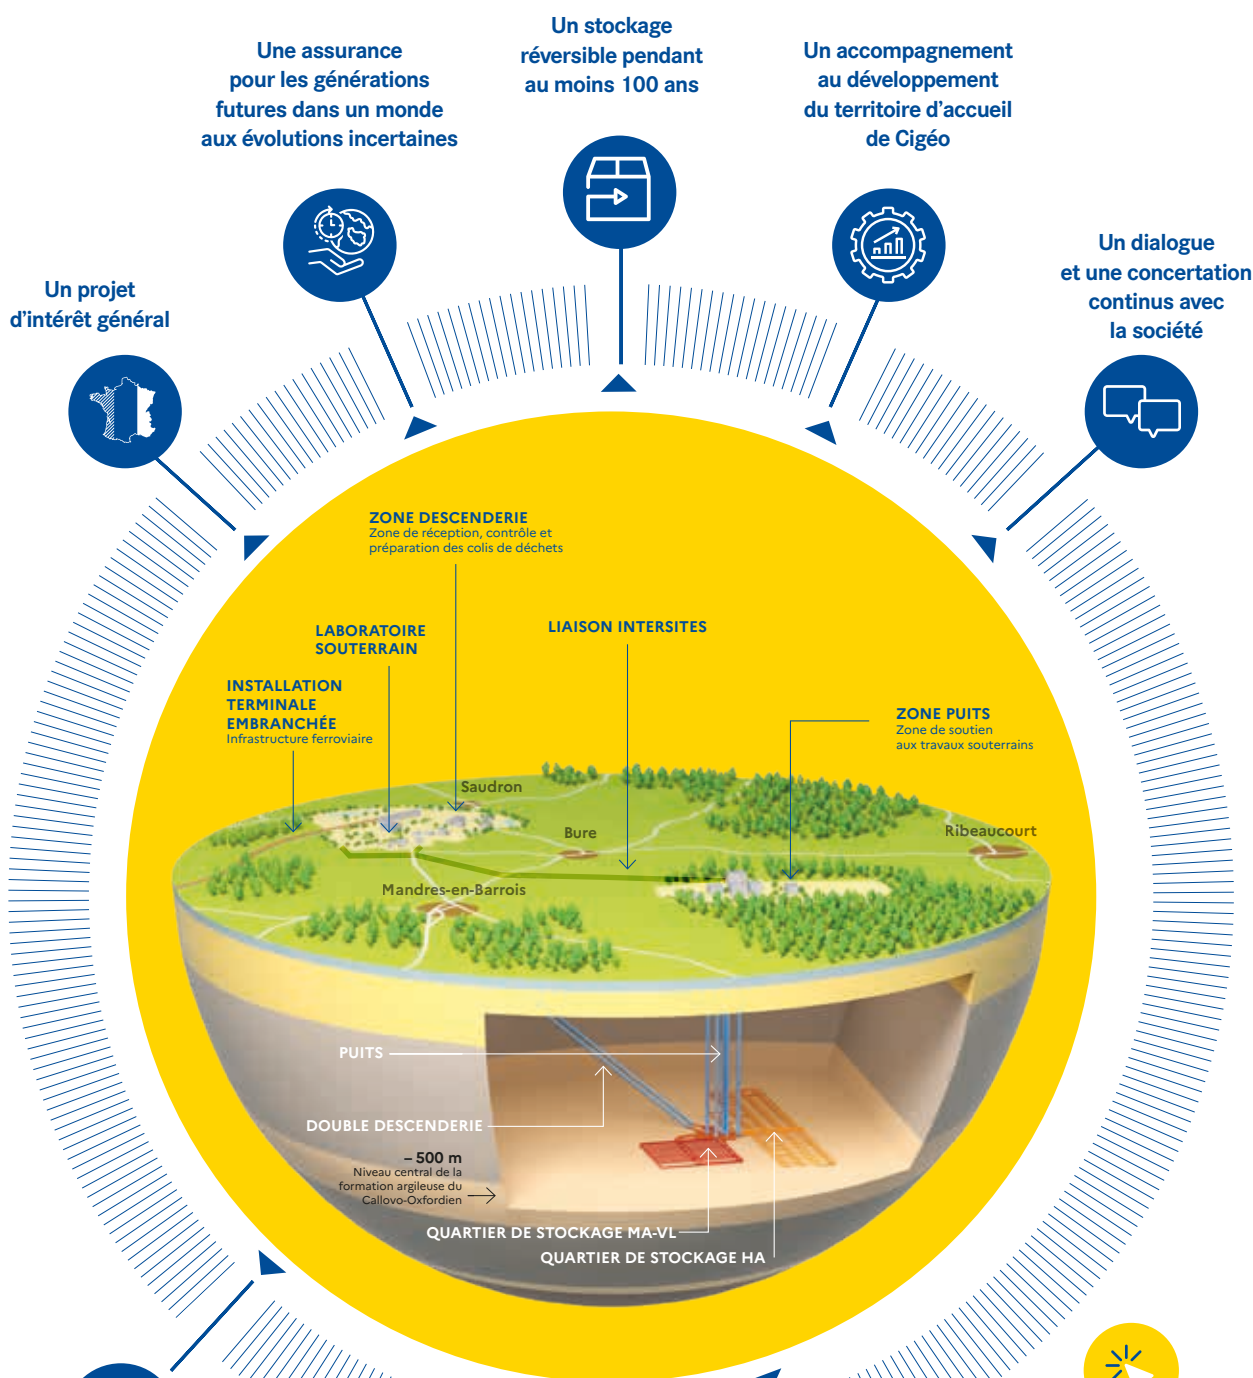 Un stockage
réversible pendant
au moins 100 ans
Une assurance
pour les générations
futures dans un monde
aux évolutions incertaines
Un accompagnement
au développement
du territoire d'accueil
de Cigéo
Un dialogue
et une concertation
continus avec
la société
Un projet
d'intérêt général
ZONE DESCENDERIE
Zone de réception, contrôle et
préparation des colis de déchets
LABORATOIRE
SOUTERRAIN
LIAISON INTERSITES
INSTALLATION
TERMINALE
EMBRANCHÉE
Infrastructure ferroviaire
ZONE PUITS
Zone de soutien
aux travaux souterrains
Saudron
Bure
Ribeaucourt
Mandres-en-Barrois
PUITS
DOUBLE DESCENDERIE
– 500 m
Niveau central de la
formation argileuse du
Callovo-Oxfordien
QUARTIER DE STOCKAGE MA-VL
QUARTIER DE STOCKAGE HA